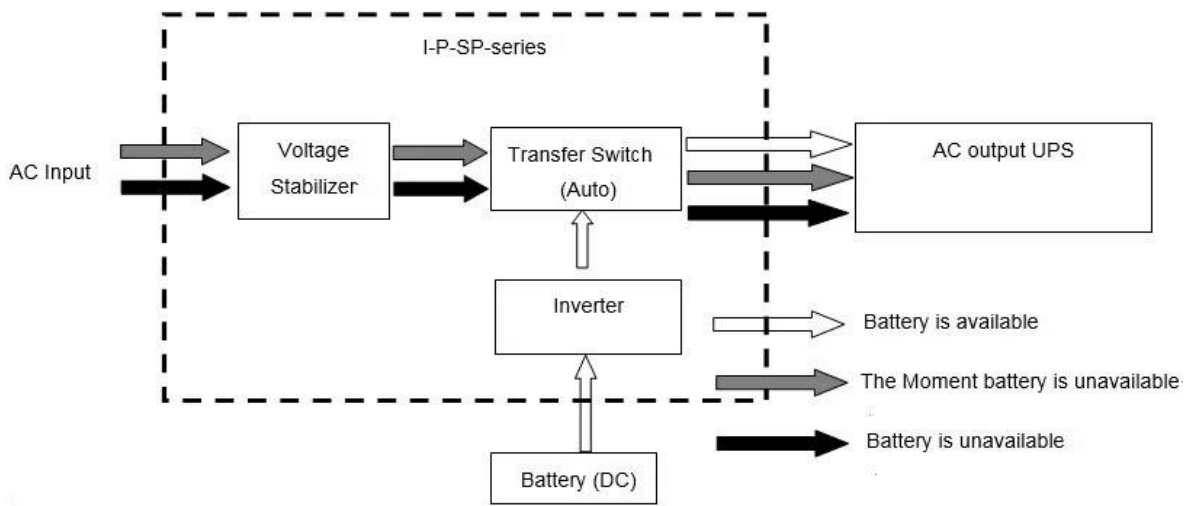 I-P-SP-series
AC Input
Voltage
Stabilizer
Transfer Switch
(Auto)
AC output UPS
Inverter
Battery (DC)
Battery is available
The Moment battery is unavailable
Battery is unavailable